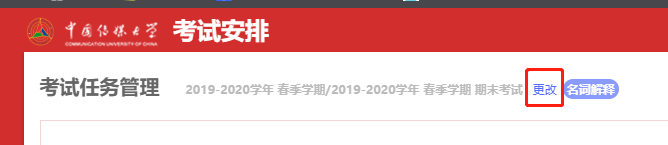 中国传媒大学 考试安排
COMMUNICATION UNIVERSITY OF CHINA
考试任务管理 2019-2020学年 春季学期/2019-2020学年 春季学期 期末考试 更改 名词解释